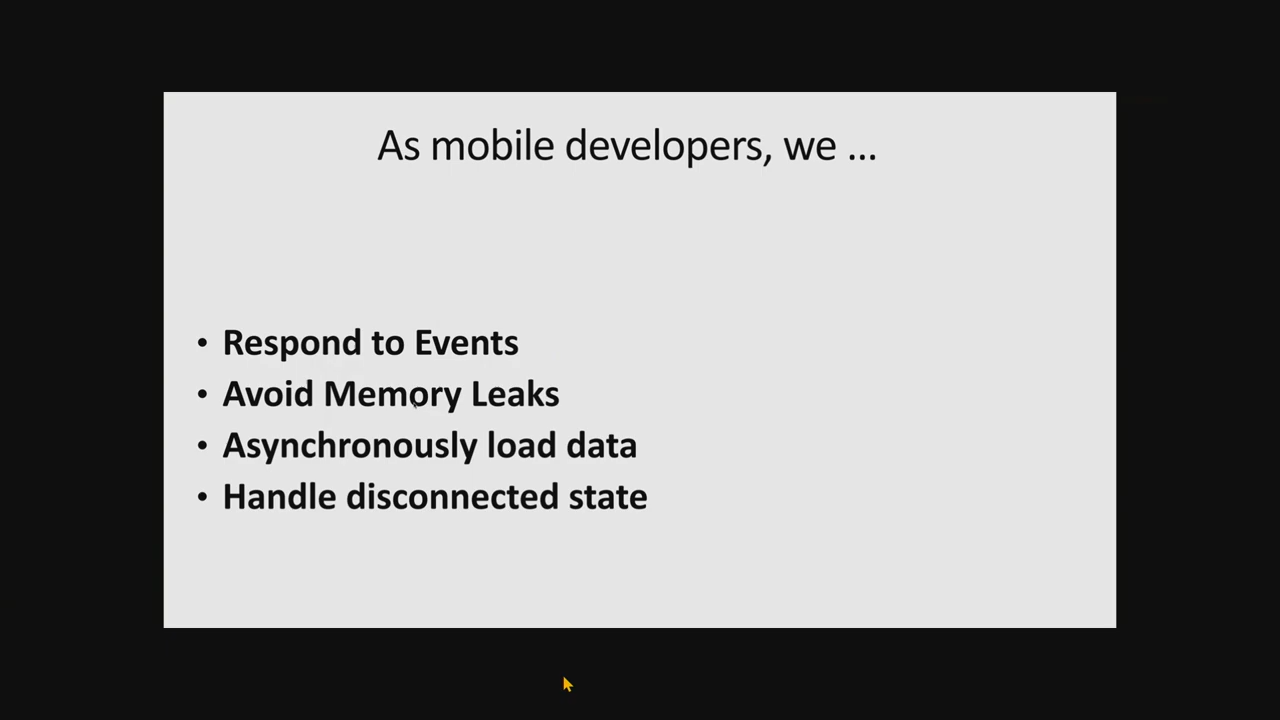 As mobile developers, we ...
• Respond to Events
• Avoid Memory Leaks
• Asynchronously load data
• Handle disconnected state